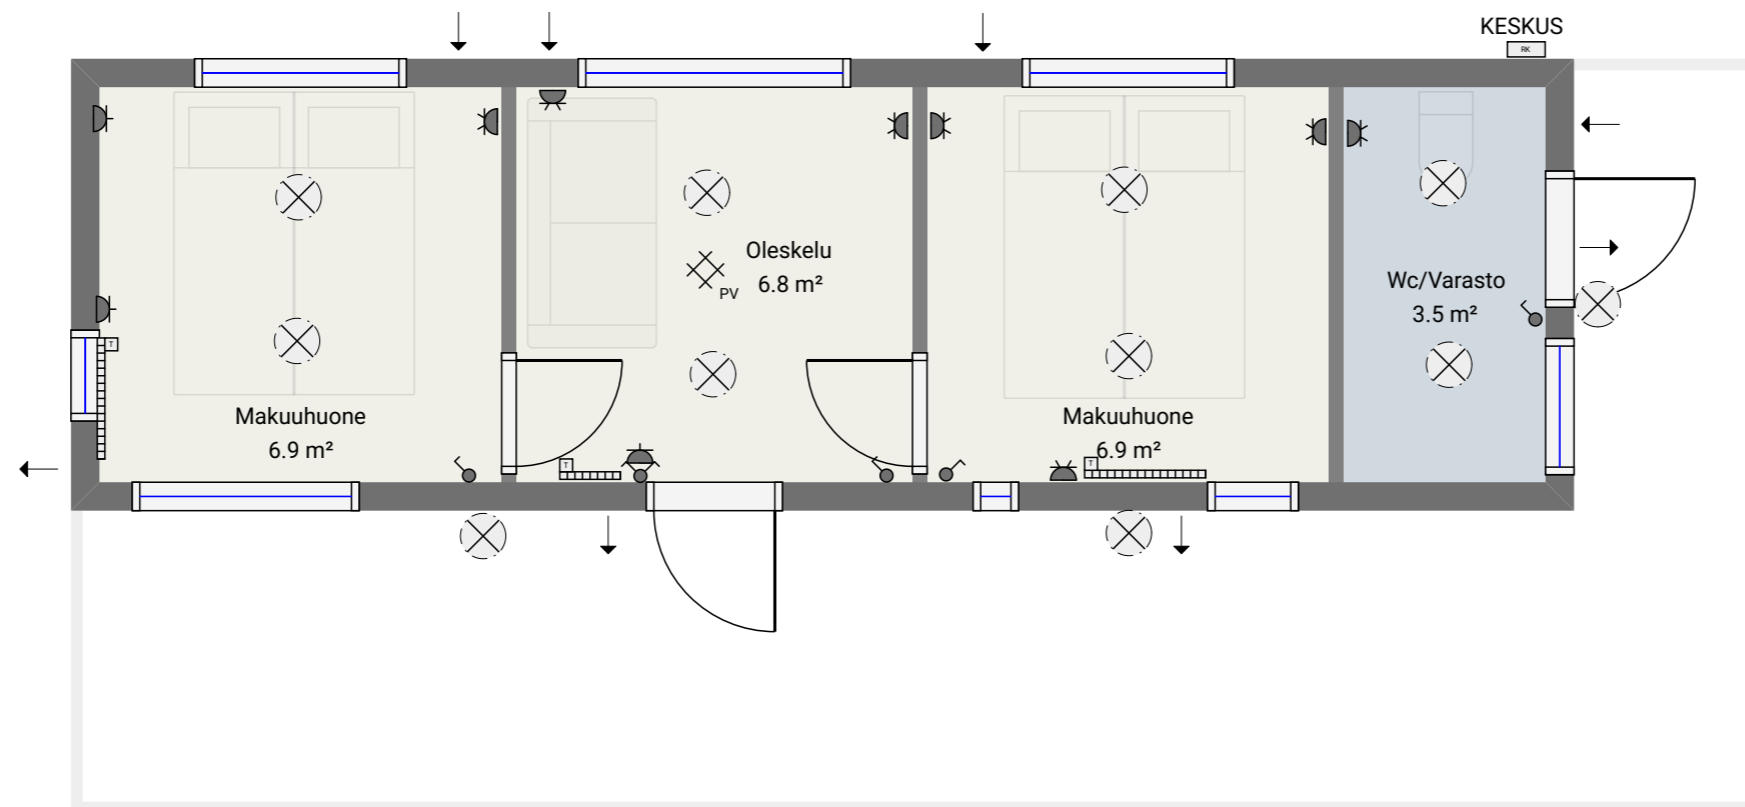 KESKUS
RK
Oleskelu
6.8 m²
PV
Wc/Varasto
3.5 m²
T
Makuuhuone
6.9 m²
Makuuhuone
6.9 m²
T
T